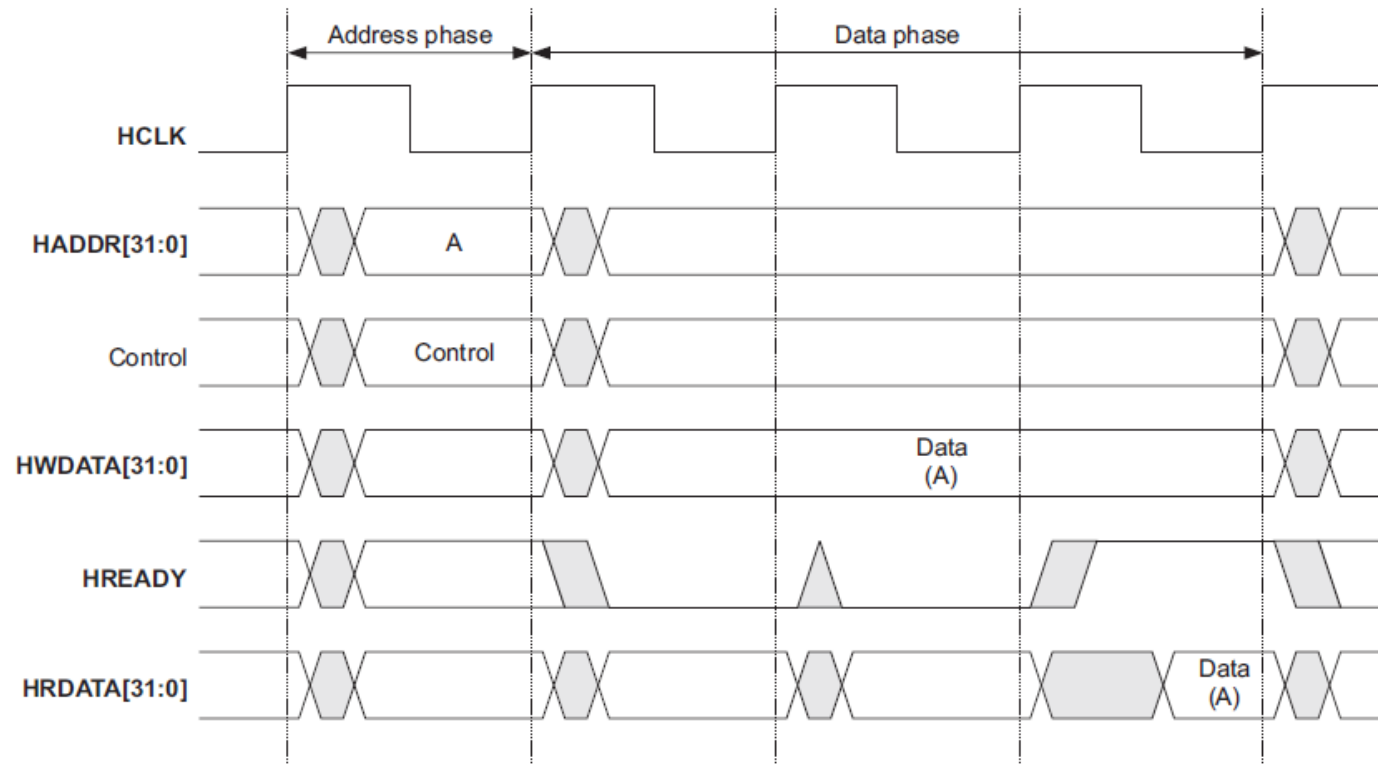 Address phase
Data phase
HCLK
HADDR[31:0]
A
Control
Control
HWDATA[31:0]
Data
(A)
HREADY
HRDATA[31:0]
Data
(A)